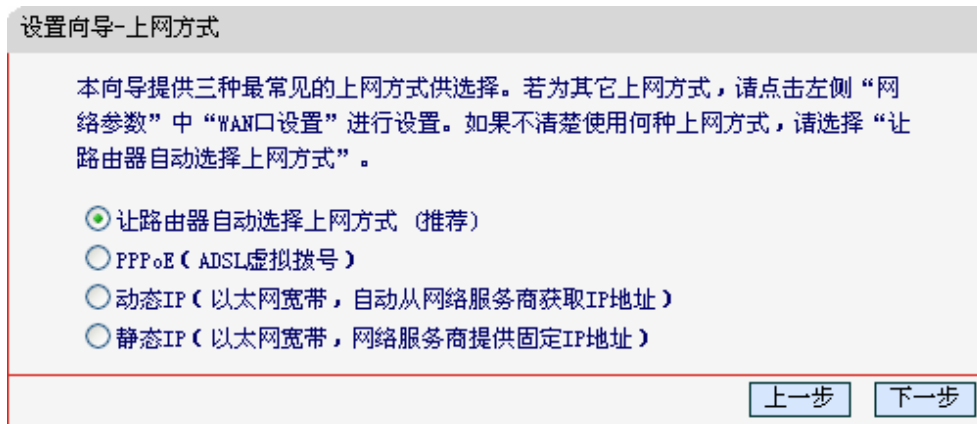 设置向导-上网方式
本向导提供三种最常见的上网方式供选择。若为其它上网方式，请点击左侧“网
络参数”中“WAN口设置”进行设置。如果不清楚使用何种上网方式，请选择“让
路由器自动选择上网方式”。
让路由器自动选择上网方式（推荐）
PPPoE（ADSL虚拟拨号）
动态IP（以太网宽带，自动从网络服务商获取IP地址）
静态IP（以太网宽带，网络服务商提供固定IP地址）
上一步 下一步